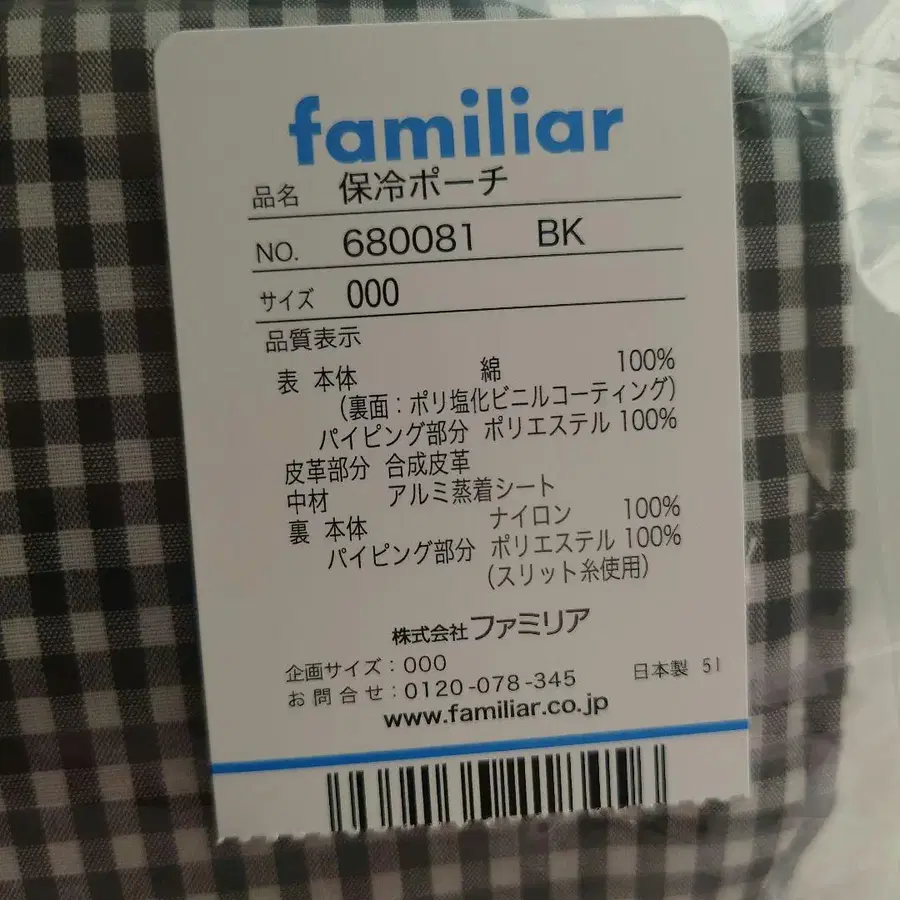 familiar
品名 保冷ポーチ
NO. 680081 BK
サイズ 000
品質表示
表 本体 綿 100%
(裏面:ポリ塩化ビニルコーティング)
パイピング部分 ポリエステル 100%
皮革部分 合成皮革
中材 アルミ蒸着シート
裏 本体 ナイロン 100%
パイピング部分 ポリエステル 100%
(スリット糸使用)
株式会社ファミリア
企画サイズ:000
お問合せ:0120-078-345 日本製 51
www.familiar.co.jp